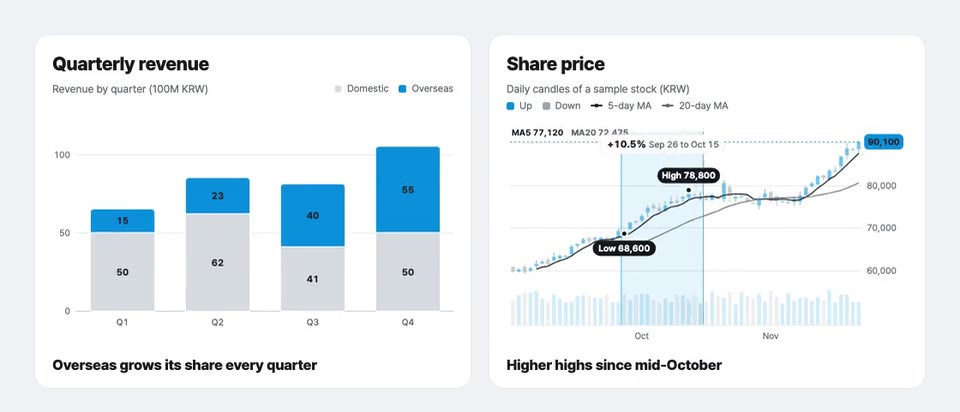 Quarterly revenue
Revenue by quarter (100M KRW)
Domestic Overseas
100
50
0
15
50
23
62
40
41
55
50
Q1 Q2 Q3 Q4
Overseas grows its share every quarter
Share price
Daily candles of a sample stock (KRW)
Up Down 5-day MA 20-day MA
MA5 77,120 MA20 72,475
+10.5% Sep 26 to Oct 15
90,100
High 78,800
80,000
70,000
Low 68,600
60,000
Oct Nov
Higher highs since mid-October